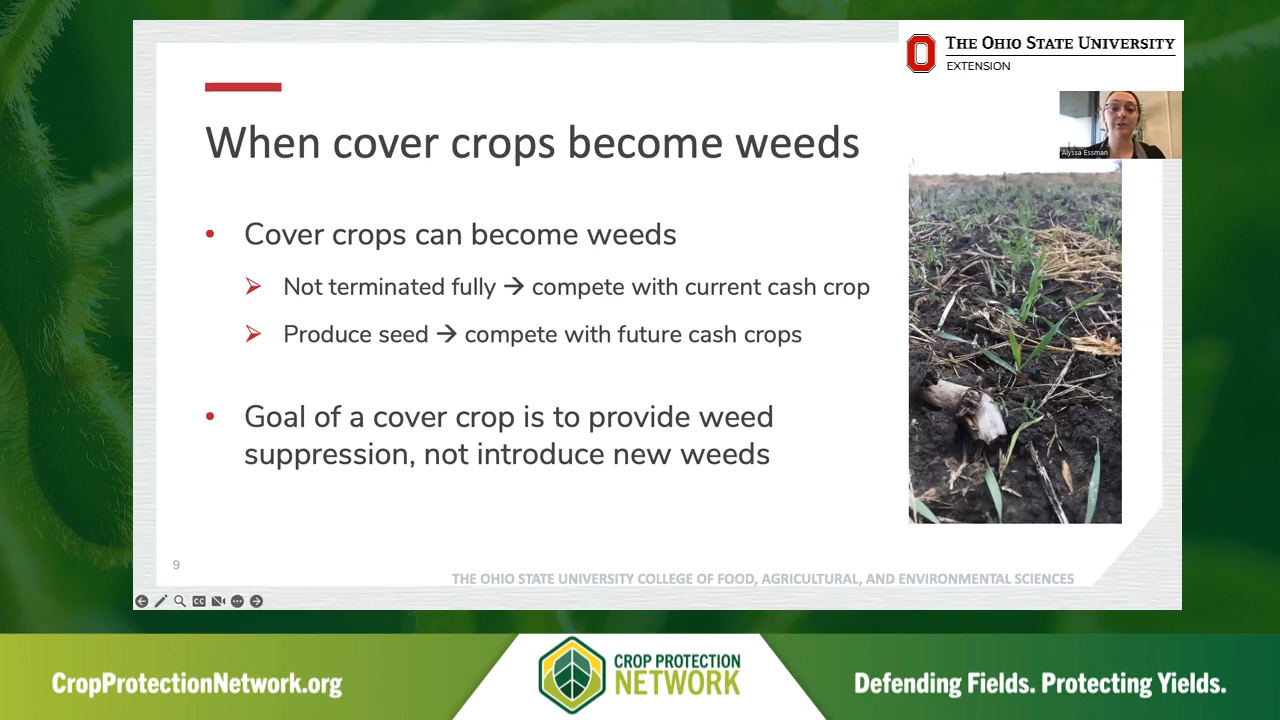 THE OHIO STATE UNIVERSITY
EXTENSION
Alyssa Essman
When cover crops become weeds
• Cover crops can become weeds
➢ Not terminated fully → compete with current cash crop
➢ Produce seed → compete with future cash crops
• Goal of a cover crop is to provide weed
suppression, not introduce new weeds
9
THE OHIO STATE UNIVERSITY COLLEGE OF FOOD, AGRICULTURAL, AND ENVIRONMENTAL SCIENCES
CC
CropProtectionNetwork.org
CROP PROTECTION
NETWORK
Defending Fields. Protecting Yields.